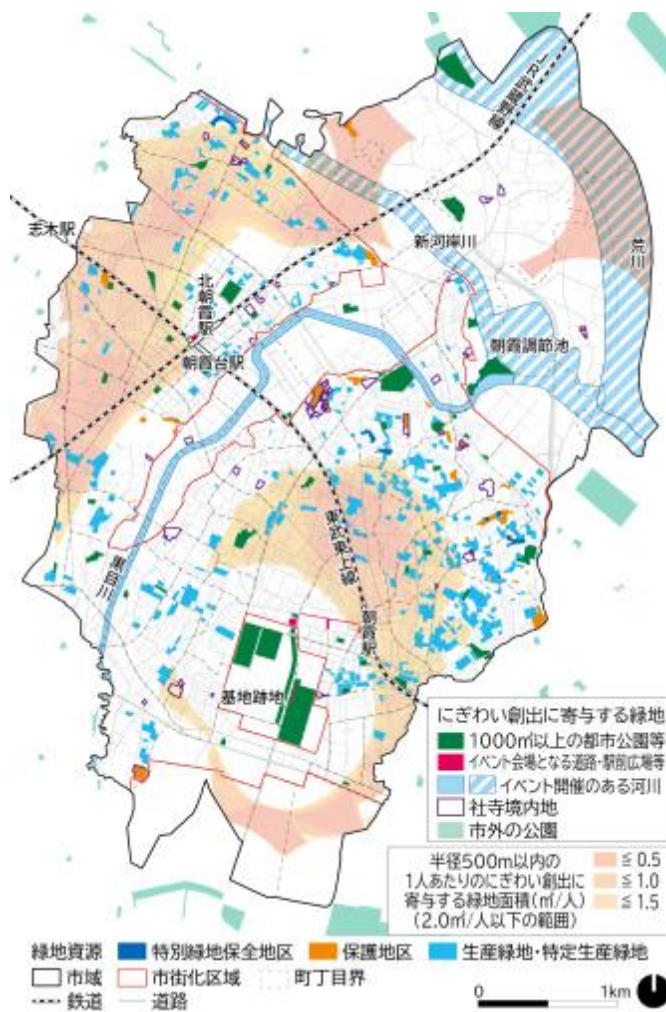 JR武蔵野線
志木駅
新河岸川
荒川
北朝霞駅
朝霞台駅
朝霞調節池
東武東上線
黒目川
朝霞駅
基地跡地
にぎわい創出に寄与する緑地
1000㎡以上の都市公園等
イベント会場となる道路・駅前広場等
イベント開催のある河川
社寺境内地
市外の公園
半径500m以内の
1人あたりのにぎわい創出に
寄与する緑地面積(㎡/人)
(2.0㎡/人以下の範囲)
≦0.5
≦1.0
≦1.5
緑地資源 特別緑地保全地区 保護地区 生産緑地・特定生産緑地
市域 市街化区域 町丁目界
鉄道 道路
0 1km